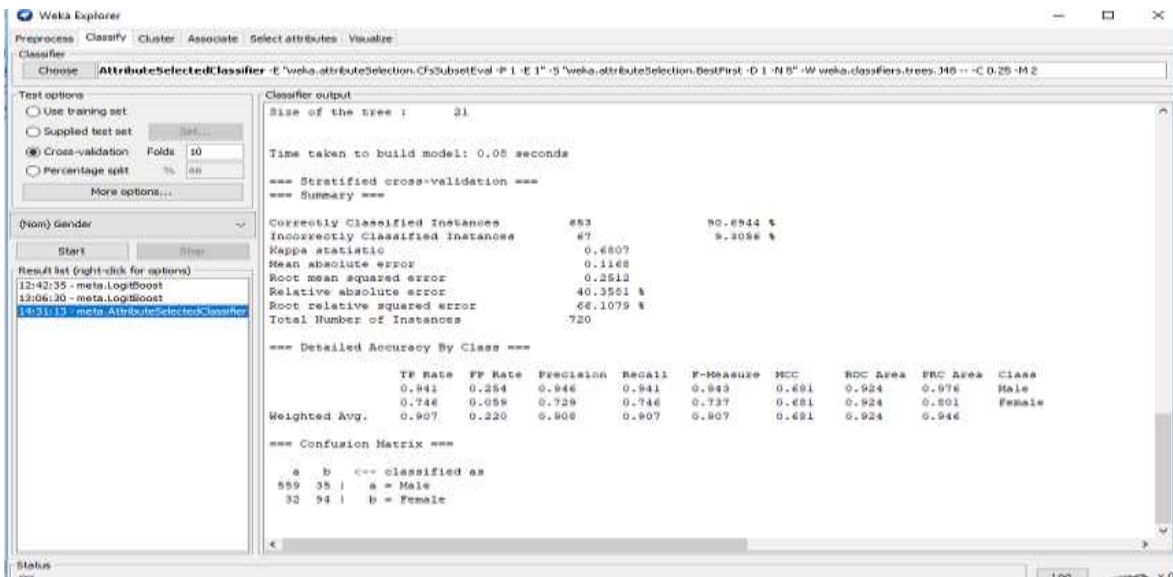 Weka Explorer
Preprocess Classify Cluster Associate Select attributes Visualize
Classifier
Choose AttributeSelectedClassifier -E "weka.attributeSelection.CfsSubsetEval -P 1 -E 1" -S "weka.attributeSelection.BestFirst -D 1 -N 5" -W weka.classifiers.trees.J48 -- -C 0.25 -M 2
Test options
Use training set
Supplied test set Set...
Cross-validation Folds 10
Percentage split % 66
More options...
(Nom) Gender
Start Stop
Result list (right-click for options)
12:42:35 - meta.LogitBoost
13:06:30 - meta.LogitBoost
14:31:13 - meta.AttributeSelectedClassifier
Classifier output
Size of the tree : 31
Time taken to build model: 0.08 seconds
=== Stratified cross-validation ===
=== Summary ===
Correctly Classified Instances 653 90.6944 %
Incorrectly Classified Instances 67 9.3056 %
Kappa statistic 0.6807
Mean absolute error 0.1168
Root mean squared error 0.2512
Relative absolute error 40.3581 %
Root relative squared error 66.1079 %
Total Number of Instances 720
=== Detailed Accuracy By Class ===
TP Rate FP Rate Precision Recall F-Measure MCC ROC Area PRC Area Class
0.941 0.254 0.946 0.941 0.943 0.681 0.924 0.976 Male
0.746 0.059 0.729 0.746 0.737 0.681 0.924 0.801 Female
Weighted Avg. 0.907 0.220 0.908 0.907 0.907 0.681 0.924 0.946
=== Confusion Matrix ===
a b <-- classified as
559 35 | a = Male
32 94 | b = Female
Status